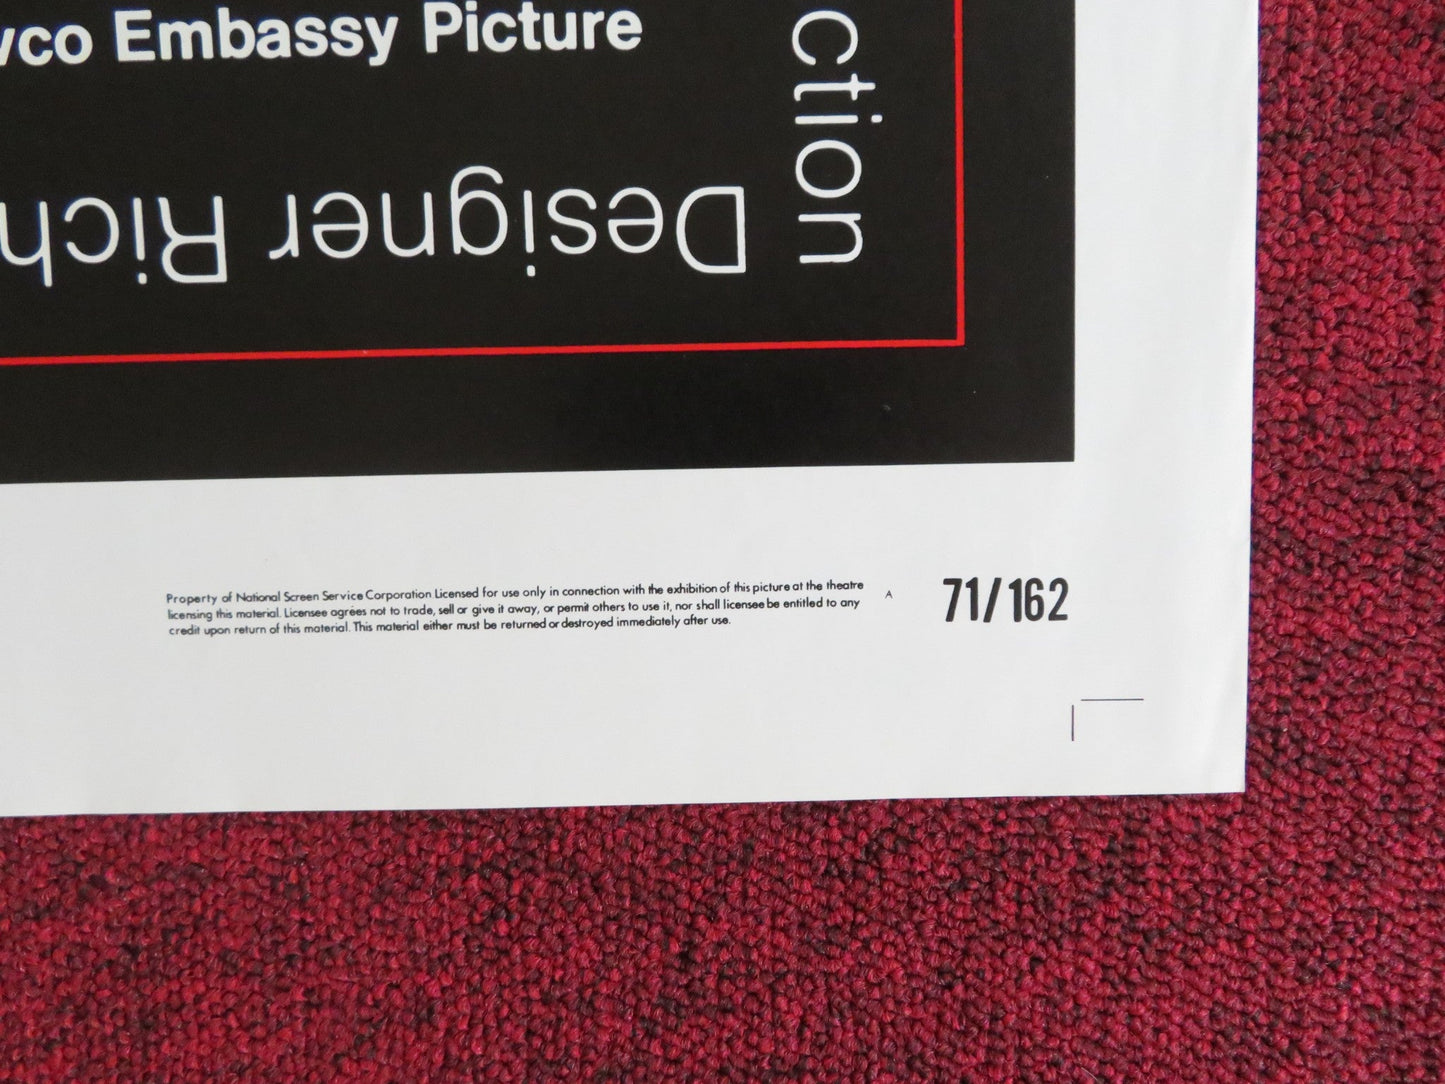 vco Embassy Picture
ction
Designer Rich
Property of National Screen Service Corporation Licensed for use only in connection with the exhibition of this picture at the theatre
licensing this material. Licensee agrees not to trade, sell or give it away, or permit others to use it, nor shall licensee be entitled to any
credit upon return of this material. This material either must be returned or destroyed immediately after use.
A
71/162